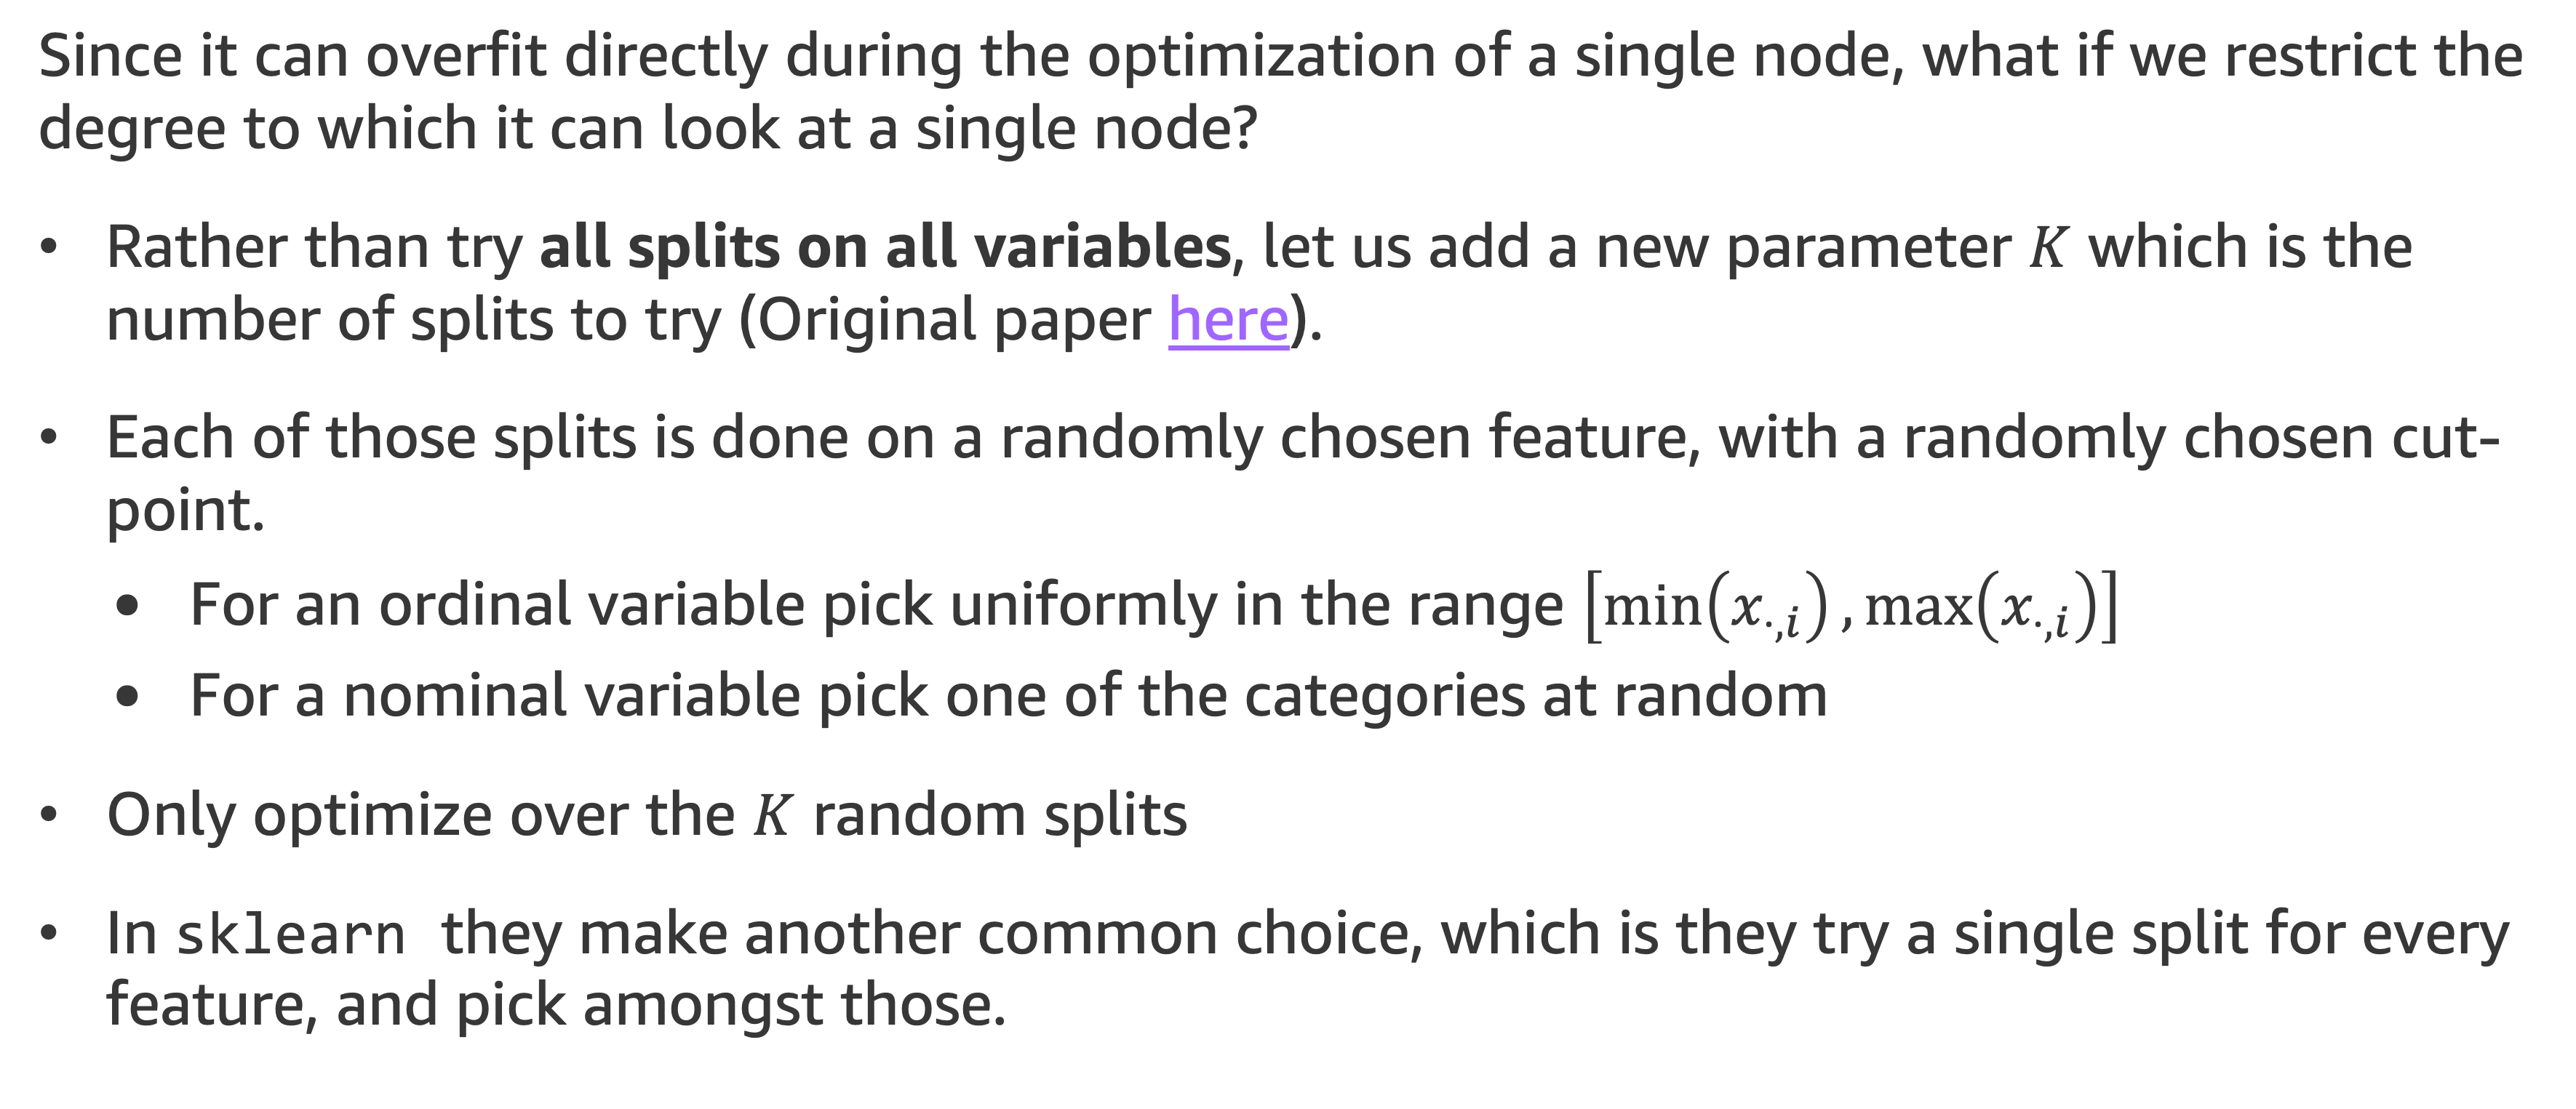 Since it can overfit directly during the optimization of a single node, what if we restrict the
degree to which it can look at a single node?
• Rather than try all splits on all variables, let us add a new parameter K which is the
number of splits to try (Original paper here).
• Each of those splits is done on a randomly chosen feature, with a randomly chosen cut-
point.
• For an ordinal variable pick uniformly in the range [min(x.,i) , max(x.,i)]
• For a nominal variable pick one of the categories at random
• Only optimize over the K random splits
• In sklearn they make another common choice, which is they try a single split for every
feature, and pick amongst those.